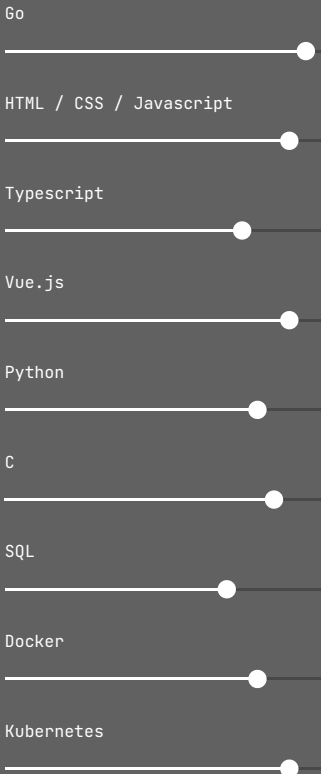 Go
HTML / CSS / Javascript
Typescript
Vue.js
Python
C
SQL
Docker
Kubernetes